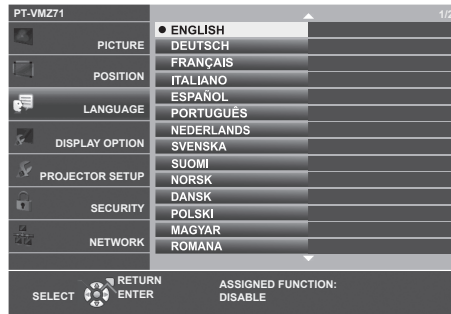 PT-VMZ71
1/2
PICTURE
POSITION
LANGUAGE
DISPLAY OPTION
PROJECTOR SETUP
SECURITY
NETWORK
ENGLISH
DEUTSCH
FRANÇAIS
ITALIANO
ESPAÑOL
PORTUGUÊS
NEDERLANDS
SVENSKA
SUOMI
NORSK
DANSK
POLSKI
MAGYAR
ROMANA
SELECT
RETURN
ENTER
ASSIGNED FUNCTION:
DISABLE